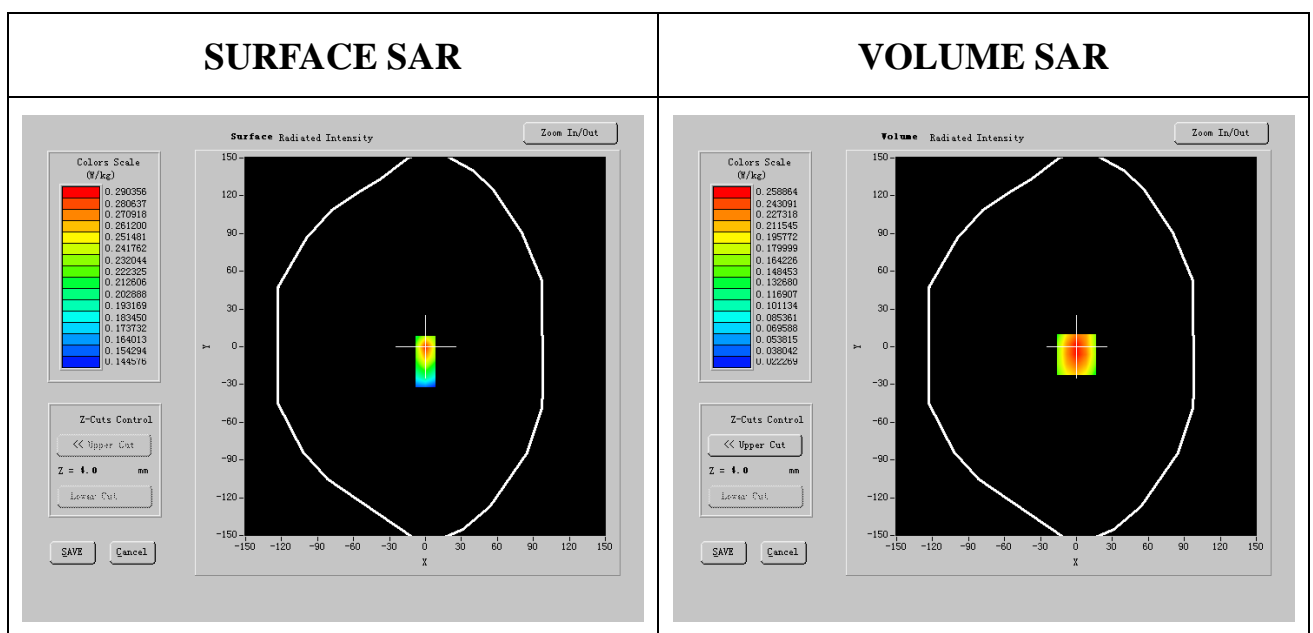 SURFACE SAR
VOLUME SAR
Surface Radiated Intensity
Zoom In/Out
Colors Scale
(W/kg)
0.290356
0.280637
0.270918
0.261200
0.251481
0.241762
0.232044
0.222325
0.212606
0.202888
0.193169
0.183450
0.173732
0.164013
0.154294
0.144576
Z-Cuts Control
<< Upper Cut
Z = 4.0 mm
Lower Cut
SAVE
Cancel
150
120
90
60
30
0
-30
-60
-90
-120
-150
Y
-150 -120 -90 -60 -30 0 30 60 90 120 150
X
Volume Radiated Intensity
Zoom In/Out
Colors Scale
(W/kg)
0.258864
0.243091
0.227318
0.211545
0.195772
0.179999
0.164226
0.148453
0.132680
0.116907
0.101134
0.085361
0.069588
0.053815
0.038042
0.022269
Z-Cuts Control
<< Upper Cut
Z = 4.0 mm
Lower Cut
SAVE
Cancel
150
120
90
60
30
0
-30
-60
-90
-120
-150
Y
-150 -120 -90 -60 -30 0 30 60 90 120 150
X